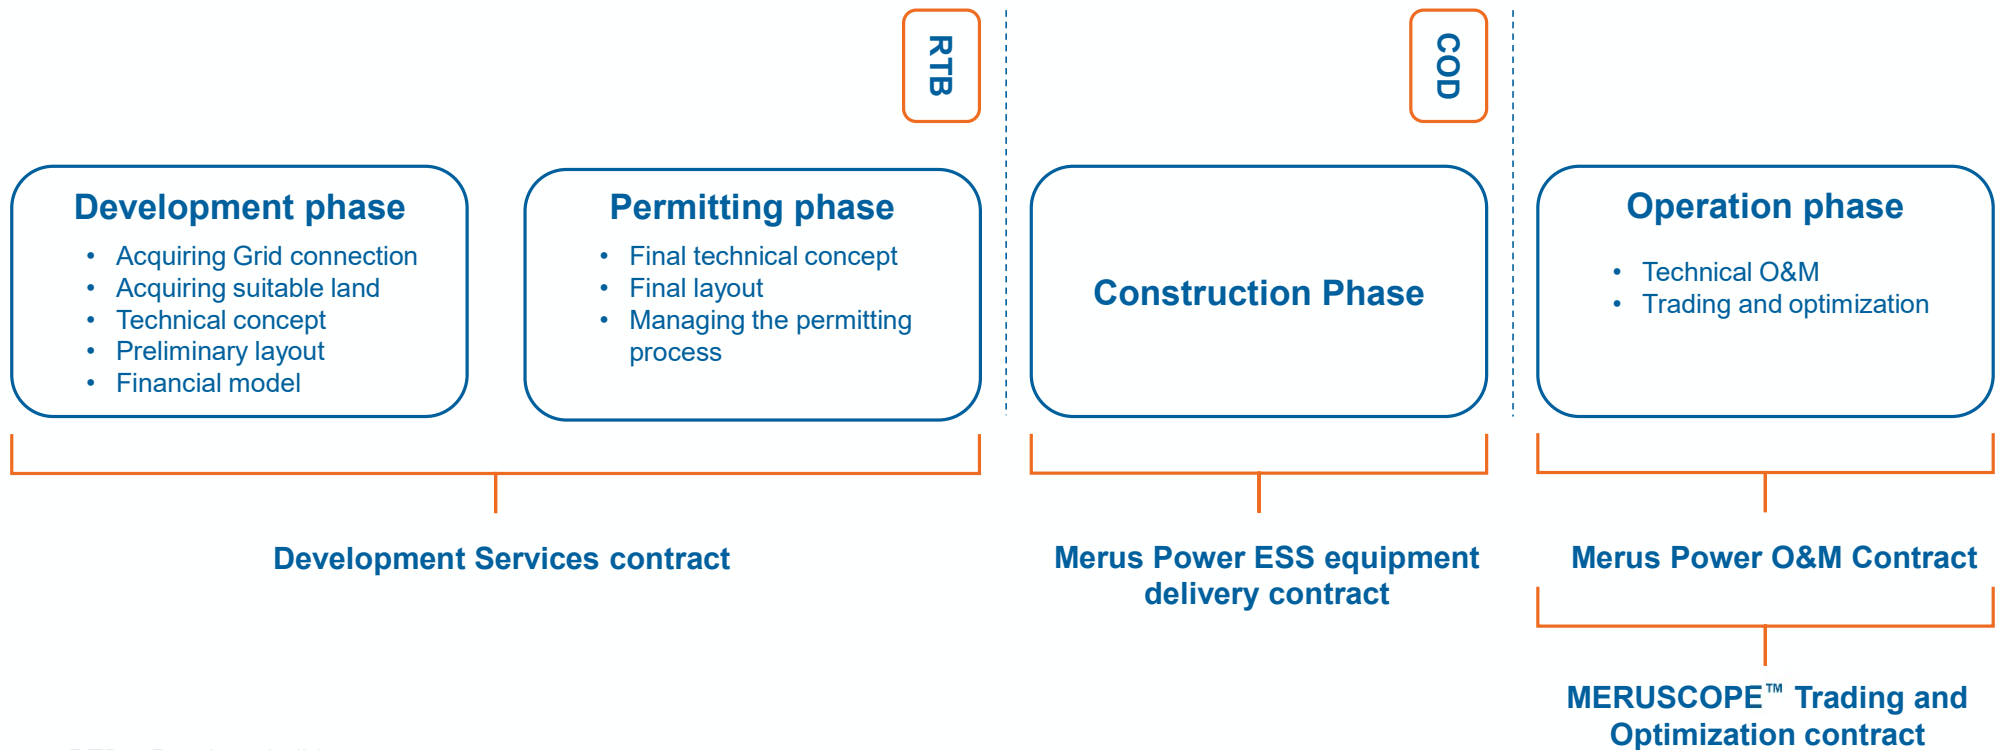 RTB
COD
Development phase
• Acquiring Grid connection
• Acquiring suitable land
• Technical concept
• Preliminary layout
• Financial model
Permitting phase
• Final technical concept
• Final layout
• Managing the permitting
process
Construction Phase
Operation phase
• Technical O&M
• Trading and optimization
Development Services contract
Merus Power ESS equipment
delivery contract
Merus Power O&M Contract
MERUSCOPE™ Trading and
Optimization contract